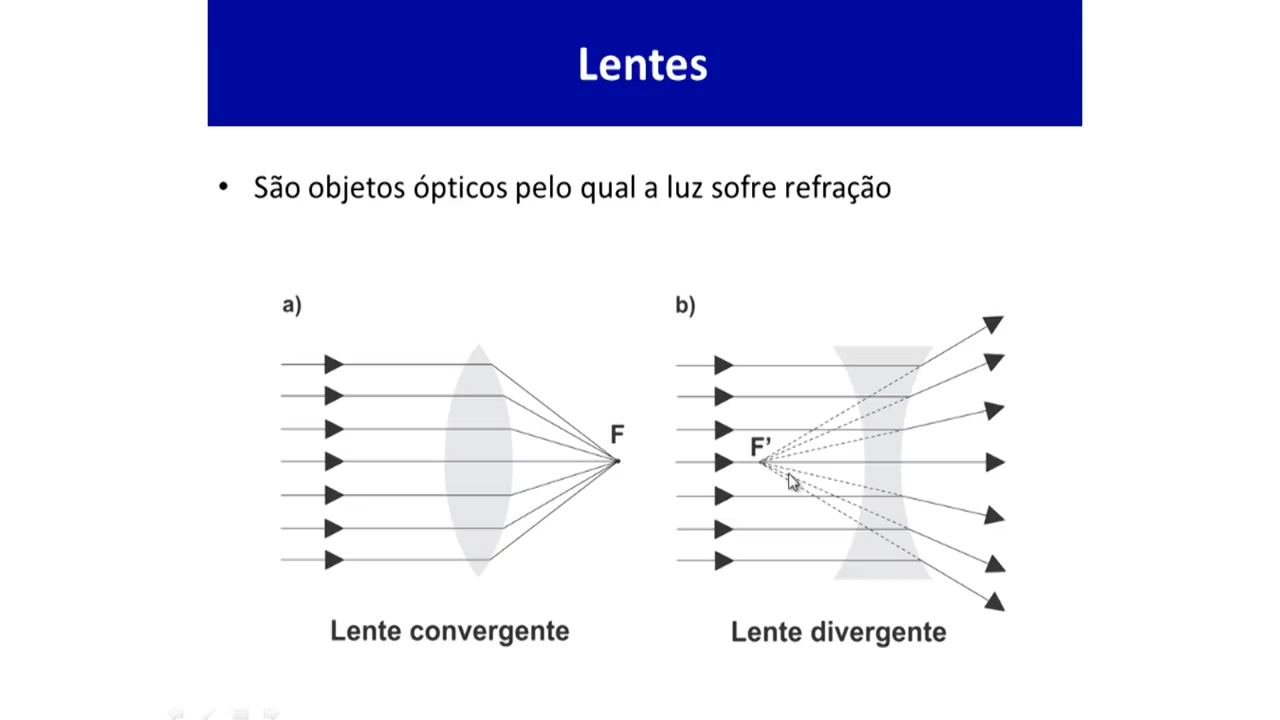 Lentes
• São objetos ópticos pelo qual a luz sofre refração
a)
b)
F
F’
Lente convergente
Lente divergente